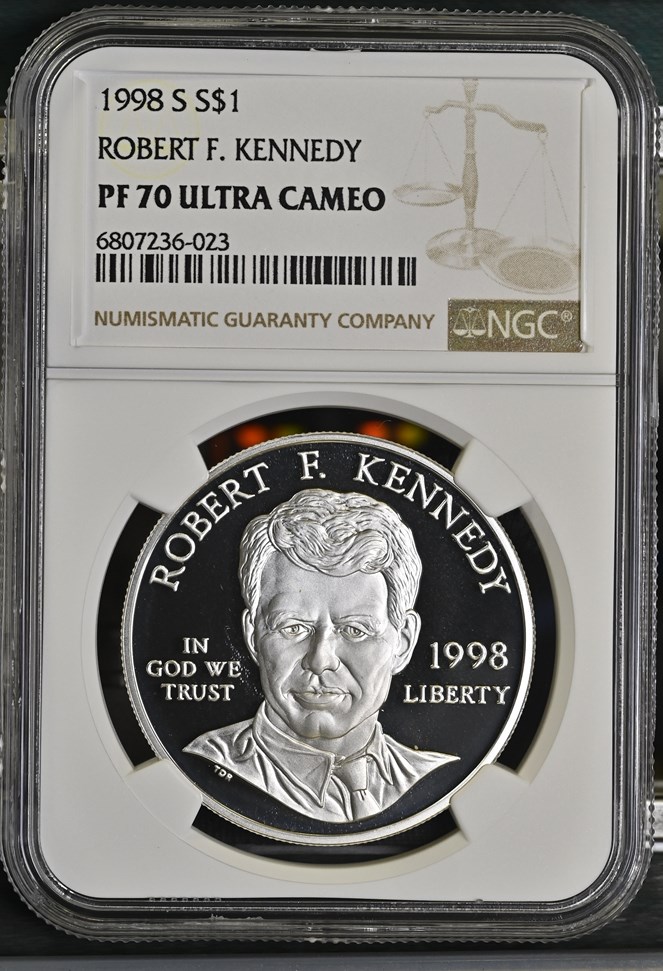 1998 S S$1
ROBERT F. KENNEDY
PF 70 ULTRA CAMEO
6807236-023
NUMISMATIC GUARANTY COMPANY
NGC®
ROBERT F. KENNEDY
IN
GOD WE
TRUST
1998
LIBERTY
TDR